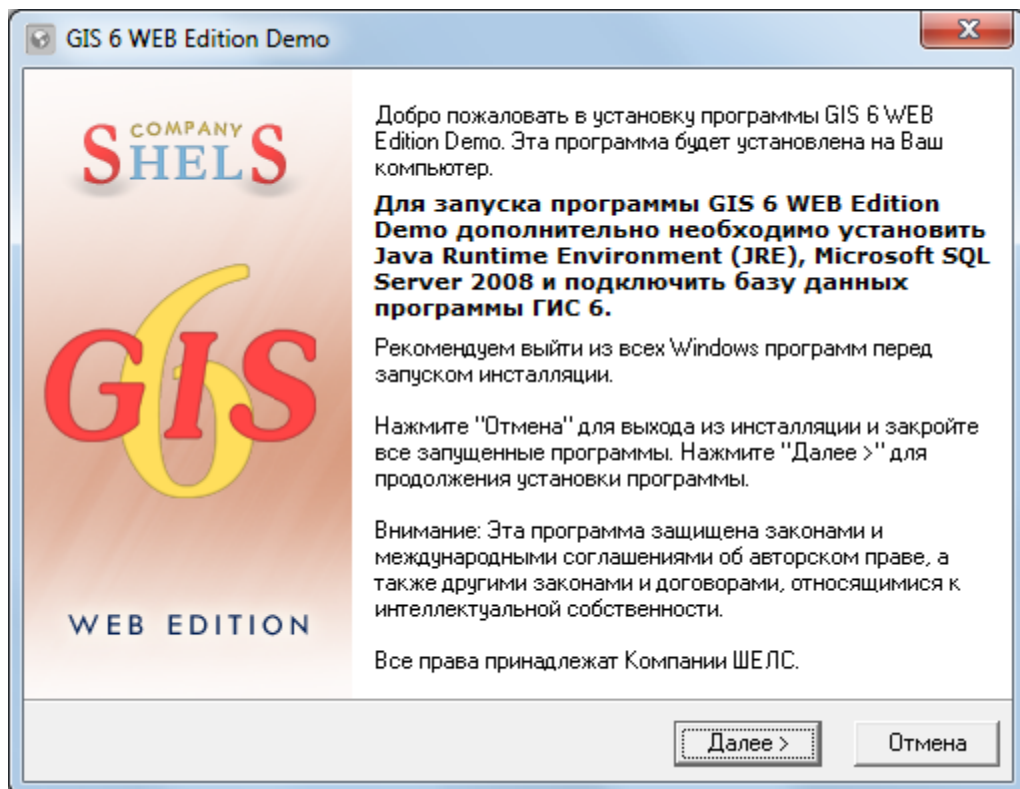 GIS 6 WEB Edition Demo
COMPANY
SHELS
GIS 6
WEB EDITION
Добро пожаловать в установку программы GIS 6 WEB
Edition Demo. Эта программа будет установлена на Ваш
компьютер.
Для запуска программы GIS 6 WEB Edition
Demo дополнительно необходимо установить
Java Runtime Environment (JRE), Microsoft SQL
Server 2008 и подключить базу данных
программы ГИС 6.
Рекомендуем выйти из всех Windows программ перед
запуском инсталляции.
Нажмите "Отмена" для выхода из инсталляции и закройте
все запущенные программы. Нажмите "Далее >" для
продолжения установки программы.
Внимание: Эта программа защищена законами и
международными соглашениями об авторском праве, а
также другими законами и договорами, относящимися к
интеллектуальной собственности.
Все права принадлежат Компании ШЕЛС.
Далее >
Отмена